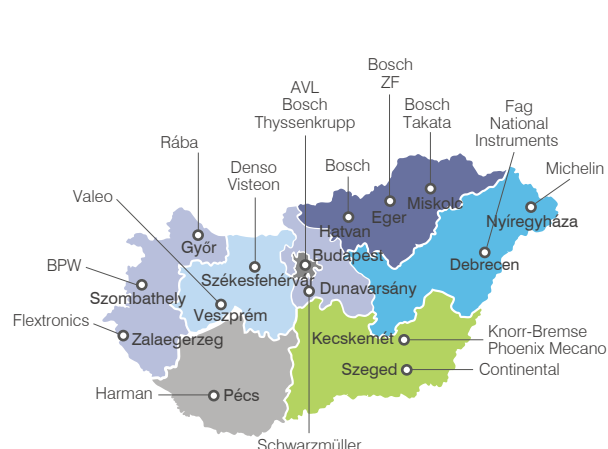 Bosch
ZF
AVL
Bosch
Thyssenkrupp
Bosch
Takata
Fag
National
Instruments
Rába
Denso
Visteon
Bosch
Michelin
Valeo
Miskolc
Eger
Nyíregyháza
Hatvan
Győr
Budapest
Debrecen
BPW
Székesfehérvár
Dunavarsány
Szombathely
Veszprém
Flextronics
Zalaegerzeg
Kecskemét
Knorr-Bremse
Phoenix Mecano
Szeged
Continental
Harman
Pécs
Schwarzmüller